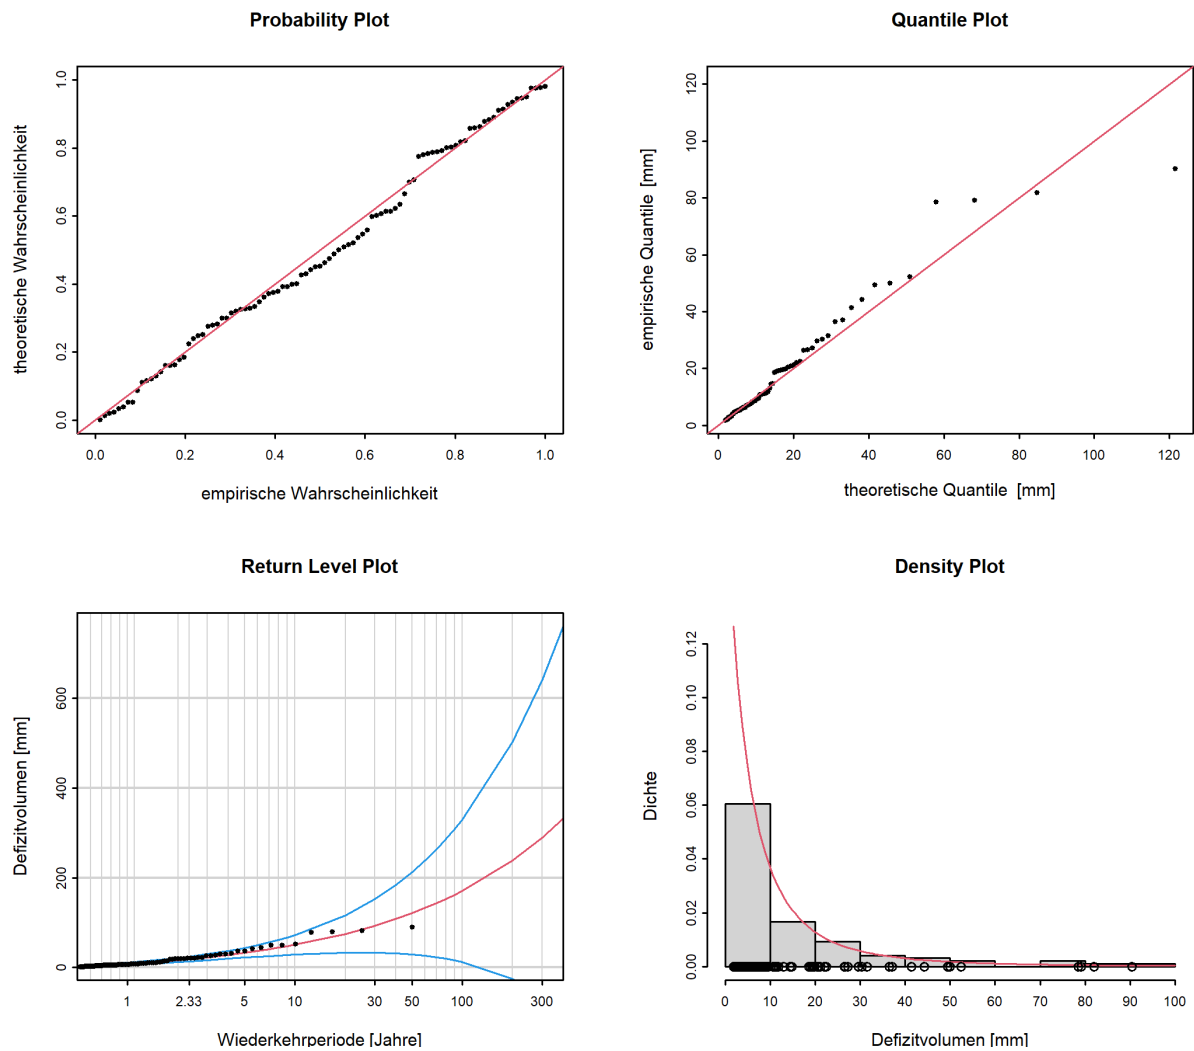 Probability Plot
theoretische Wahrscheinlichkeit
1.0
0.8
0.6
0.4
0.2
0.0
0.0 0.2 0.4 0.6 0.8 1.0
empirische Wahrscheinlichkeit
Quantile Plot
empirische Quantile [mm]
120
100
80
60
40
20
0
0 20 40 60 80 100 120
theoretische Quantile [mm]
Return Level Plot
Defizitvolumen [mm]
600
400
200
0
1 2.33 5 10 30 50 100 300
Wiederkehrperiode [Jahre]
Density Plot
Dichte
0.12
0.10
0.08
0.06
0.04
0.02
0.00
0 10 20 30 40 50 60 70 80 90 100
Defizitvolumen [mm]